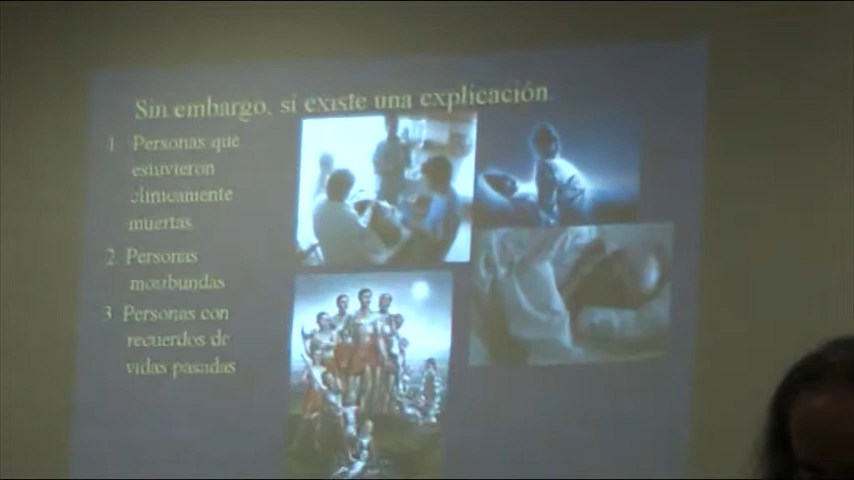 Sin embargo, sí existe una explicación.
1 Personas que
estuvieron
clínicamente
muertas.
2 Personas
moribundas
3 Personas con
recuerdos de
vidas pasadas